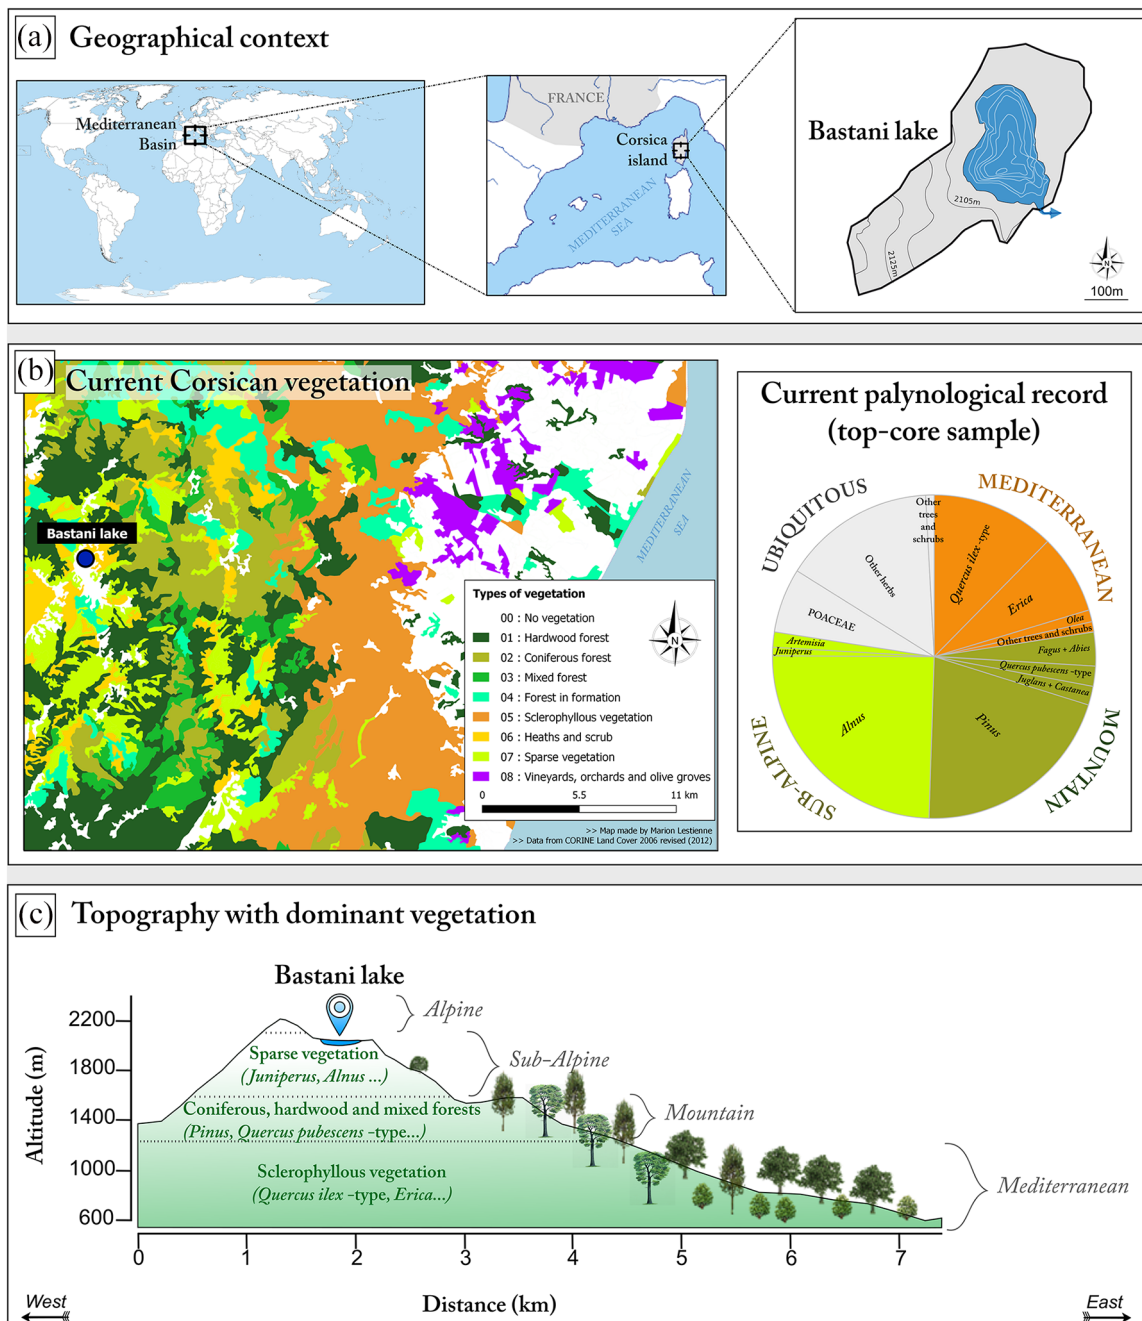 (a) Geographical context
Mediterranean
Basin
FRANCE
Corsica
island
MEDITERRANEAN
SEA
Bastani lake
2105m
2125m
N
100m
(b) Current Corsican vegetation
Bastani lake
MEDITERRANEAN
SEA
Types of vegetation
00 : No vegetation
01 : Hardwood forest
02 : Coniferous forest
03 : Mixed forest
04 : Forest in formation
05 : Sclerophyllous vegetation
06 : Heaths and scrub
07 : Sparse vegetation
08 : Vineyards, orchards and olive groves
N
0 5.5 11 km
>> Map made by Marion Lestienne
>> Data from CORINE Land Cover 2006 revised (2012)
Current palynological record
(top-core sample)
UBIQUITOUS
MEDITERRANEAN
MOUNTAIN
SUB-ALPINE
Other
trees
and
schrubs
Quercus ilex -type
Erica
Olea
Other trees and schrubs
Fagus + Abies
Quercus pubescens -type
Juglans + Castanea
Pinus
Alnus
Juniperus
Artemisia
POACEAE
Other herbs
(c) Topography with dominant vegetation
Bastani lake
Altitude (m)
2200
1800
1400
1000
600
Alpine
Sub-Alpine
Mountain
Mediterranean
Sparse vegetation
(Juniperus, Alnus ...)
Coniferous, hardwood and mixed forests
(Pinus, Quercus pubescens -type...)
Sclerophyllous vegetation
(Quercus ilex -type, Erica...)
0 1 2 3 4 5 6 7
West
Distance (km)
East